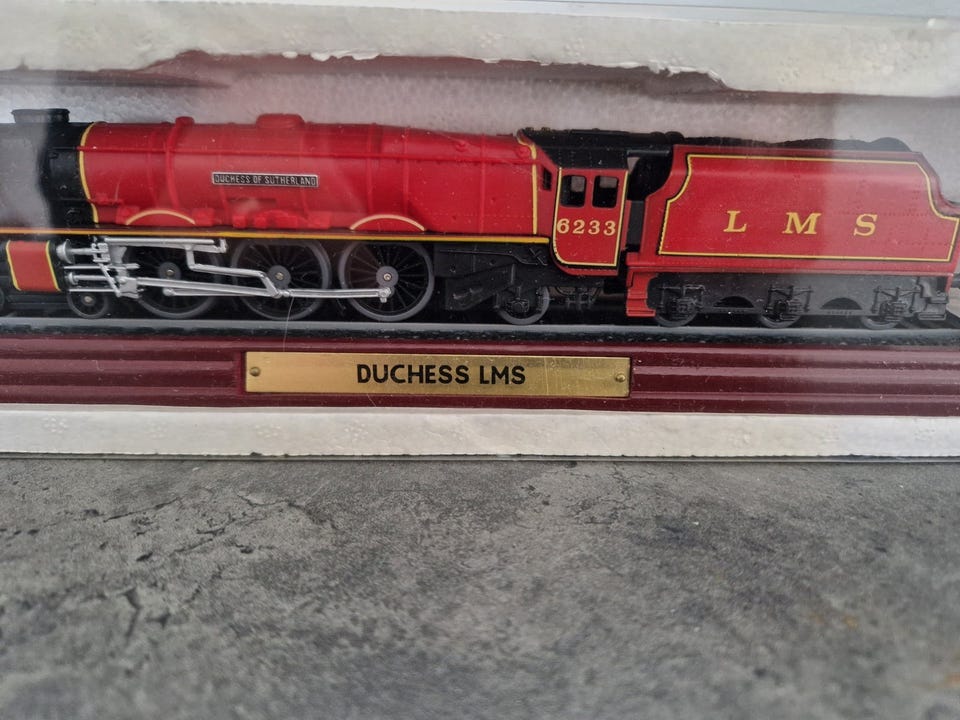 DUCHESS OF SUTHERLAND
6233
L M S
DUCHESS LMS